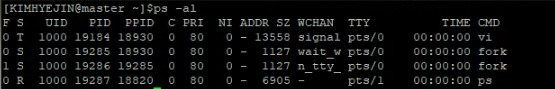 [KIMHYEJIN@master ~]$ps -al
F S   UID   PID  PPID  C PRI  NI ADDR SZ WCHAN  TTY          TIME CMD
0 T  1000 19184 18930  0  80   0 - 13558 signal pts/0    00:00:00 vi
0 S  1000 19285 18930  0  80   0 -  1127 wait_w pts/0    00:00:00 fork
1 S  1000 19286 19285  0  80   0 -  1127 n_tty_ pts/0    00:00:00 fork
0 R  1000 19287 18820  0  80   0 -  6905 -      pts/1    00:00:00 ps